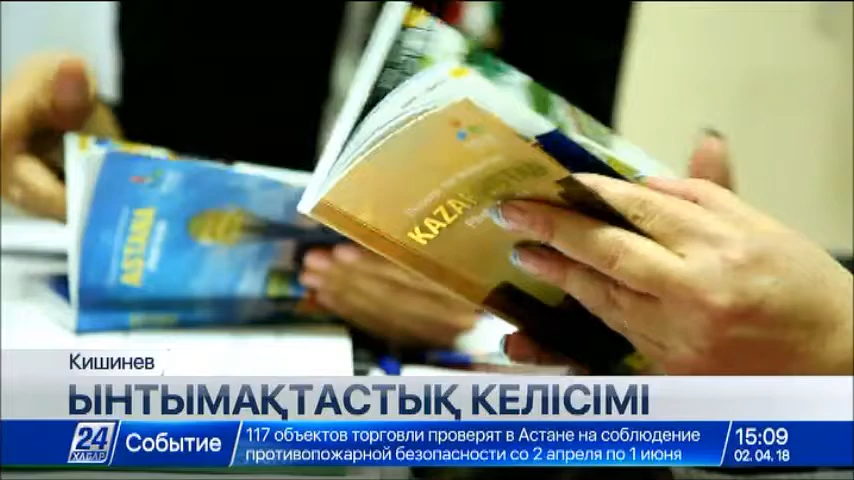 ASTANA
KAZAK
Кишинев
ЫНТЫМАҚТАСТЫҚ КЕЛІСІМІ
24
ХАБАР
Событие
117 объектов торговли проверят в Астане на соблюдение
противопожарной безопасности со 2 апреля по 1 июня
15:09
02.04.18